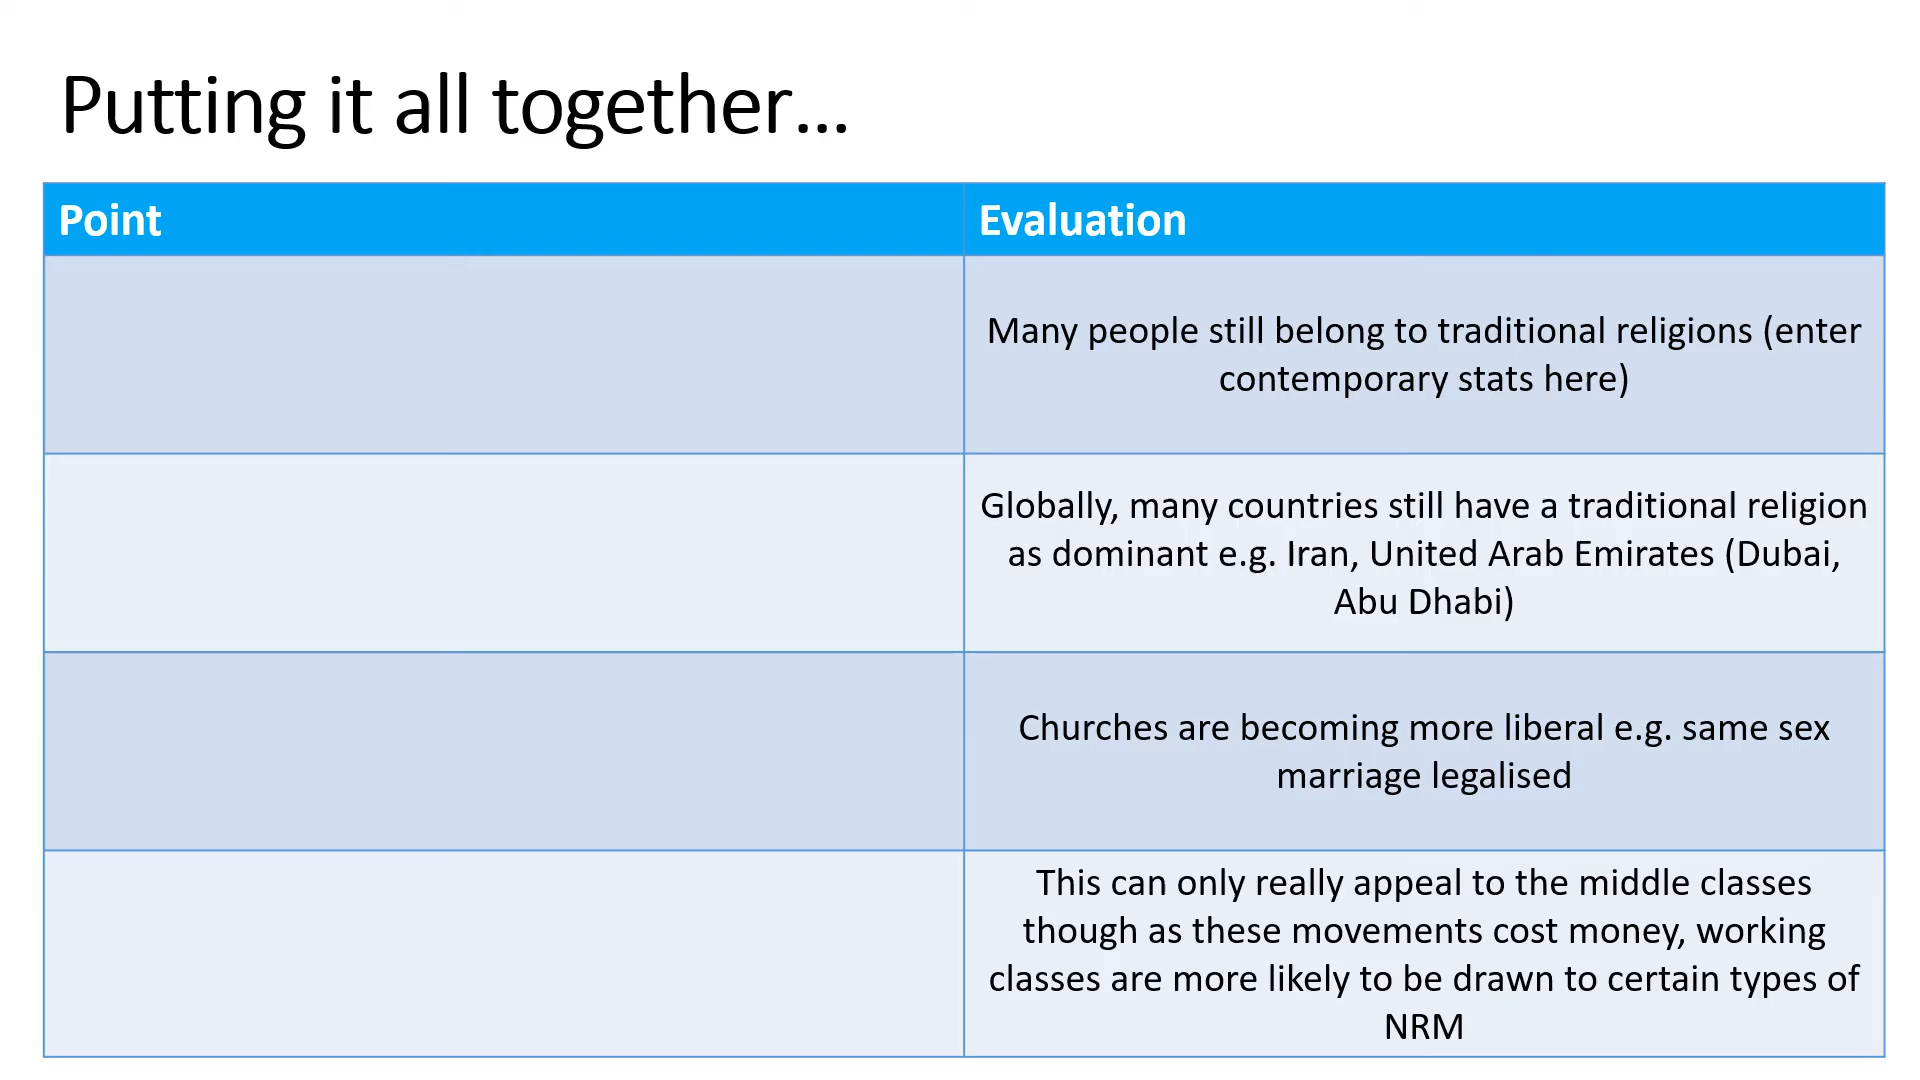 Putting it all together...
Point
Evaluation
Many people still belong to traditional religions (enter
contemporary stats here)
Globally, many countries still have a traditional religion
as dominant e.g. Iran, United Arab Emirates (Dubai,
Abu Dhabi)
Churches are becoming more liberal e.g. same sex
marriage legalised
This can only really appeal to the middle classes
though as these movements cost money, working
classes are more likely to be drawn to certain types of
NRM